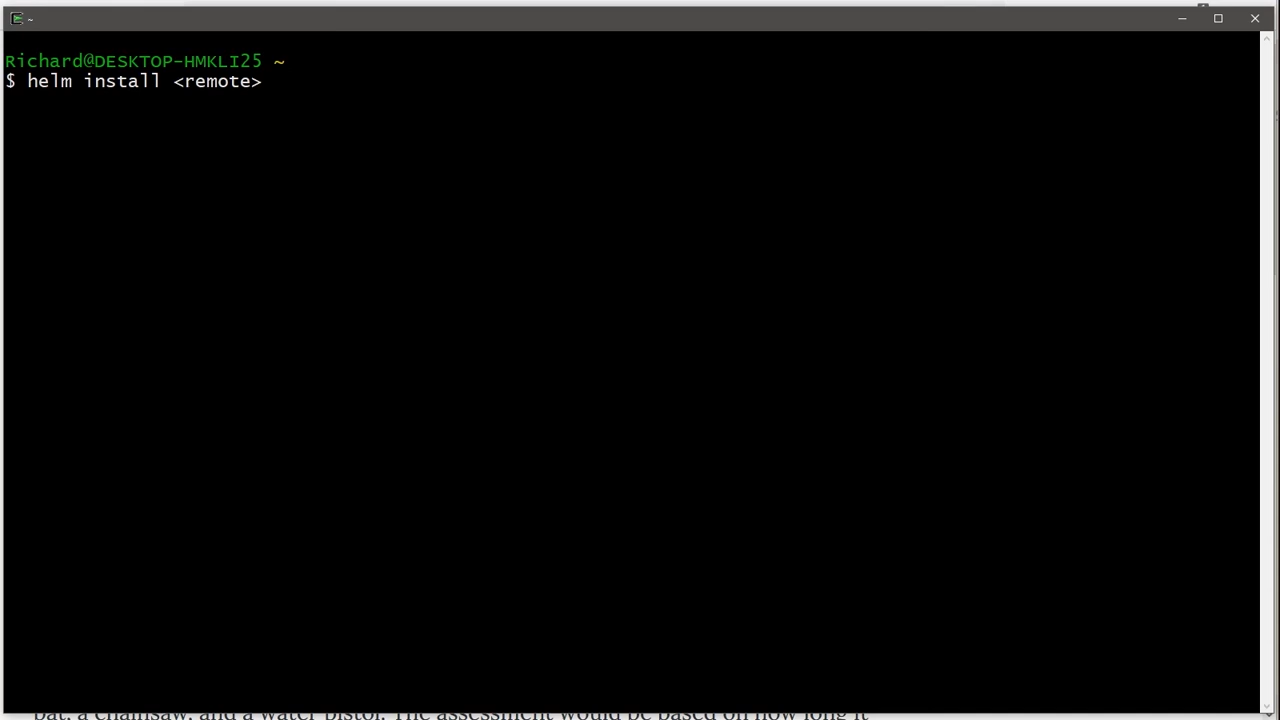 ~
Richard@DESKTOP-HMKLI25 ~
$ helm install <remote>
bat, a chainsaw, and a water pistol. The assessment would be based on how long it